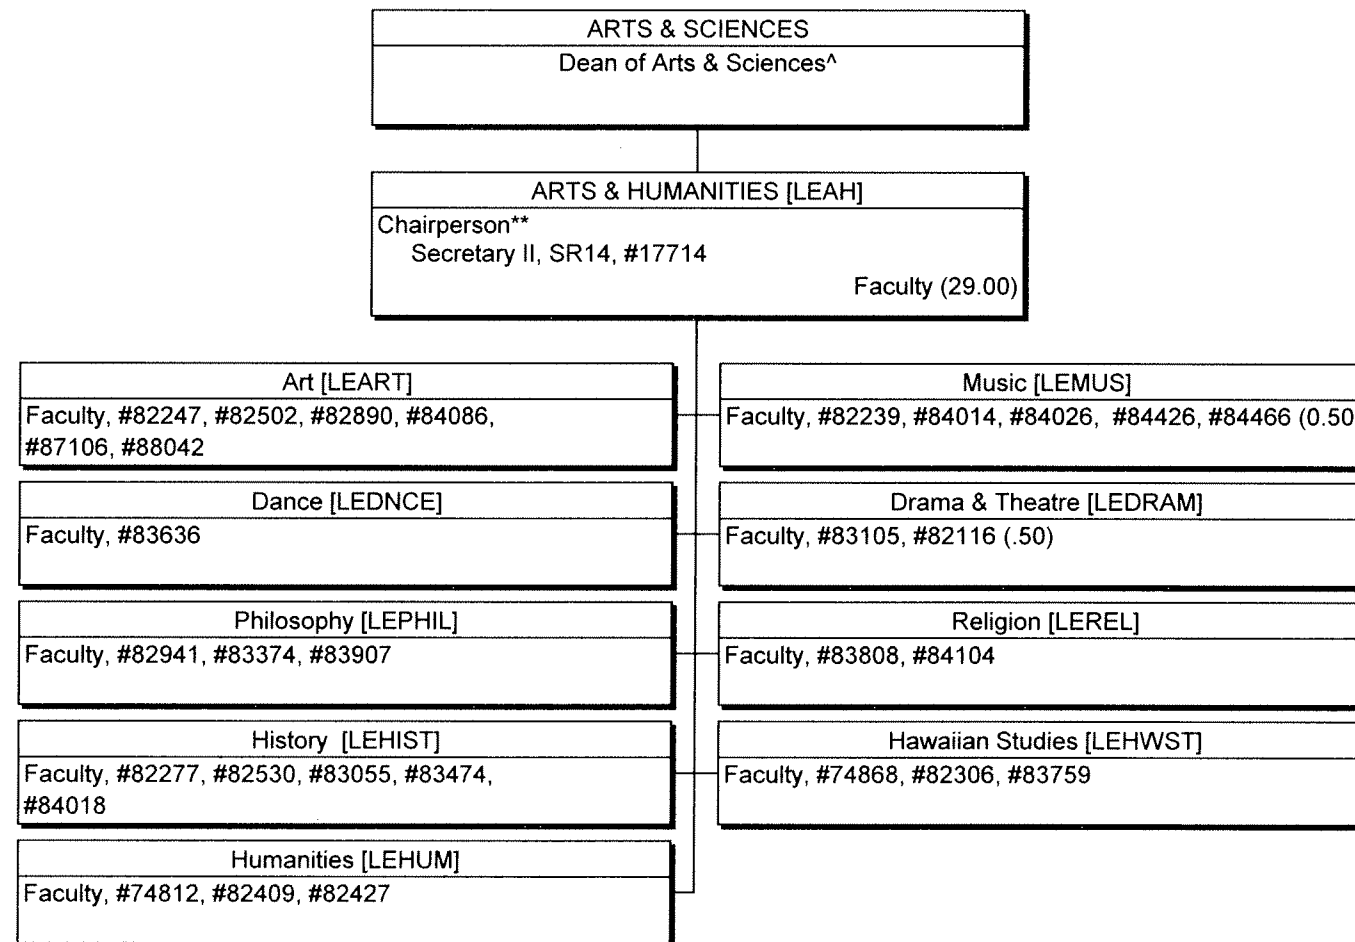 ARTS & SCIENCES
Dean of Arts & Sciences^
ARTS & HUMANITIES [LEAH]
Chairperson**
Secretary II, SR14, #17714
Faculty (29.00)
Art [LEART]
Faculty, #82247, #82502, #82890, #84086,
#87106, #88042
Music [LEMUS]
Faculty, #82239, #84014, #84026, #84426, #84466 (0.50
Dance [LEDNCE]
Faculty, #83636
Drama & Theatre [LEDRAM]
Faculty, #83105, #82116 (.50)
Philosophy [LEPHIL]
Faculty, #82941, #83374, #83907
Religion [LEREL]
Faculty, #83808, #84104
History [LEHIST]
Faculty, #82277, #82530, #83055, #83474,
#84018
Hawaiian Studies [LEHWST]
Faculty, #74868, #82306, #83759
Humanities [LEHUM]
Faculty, #74812, #82409, #82427